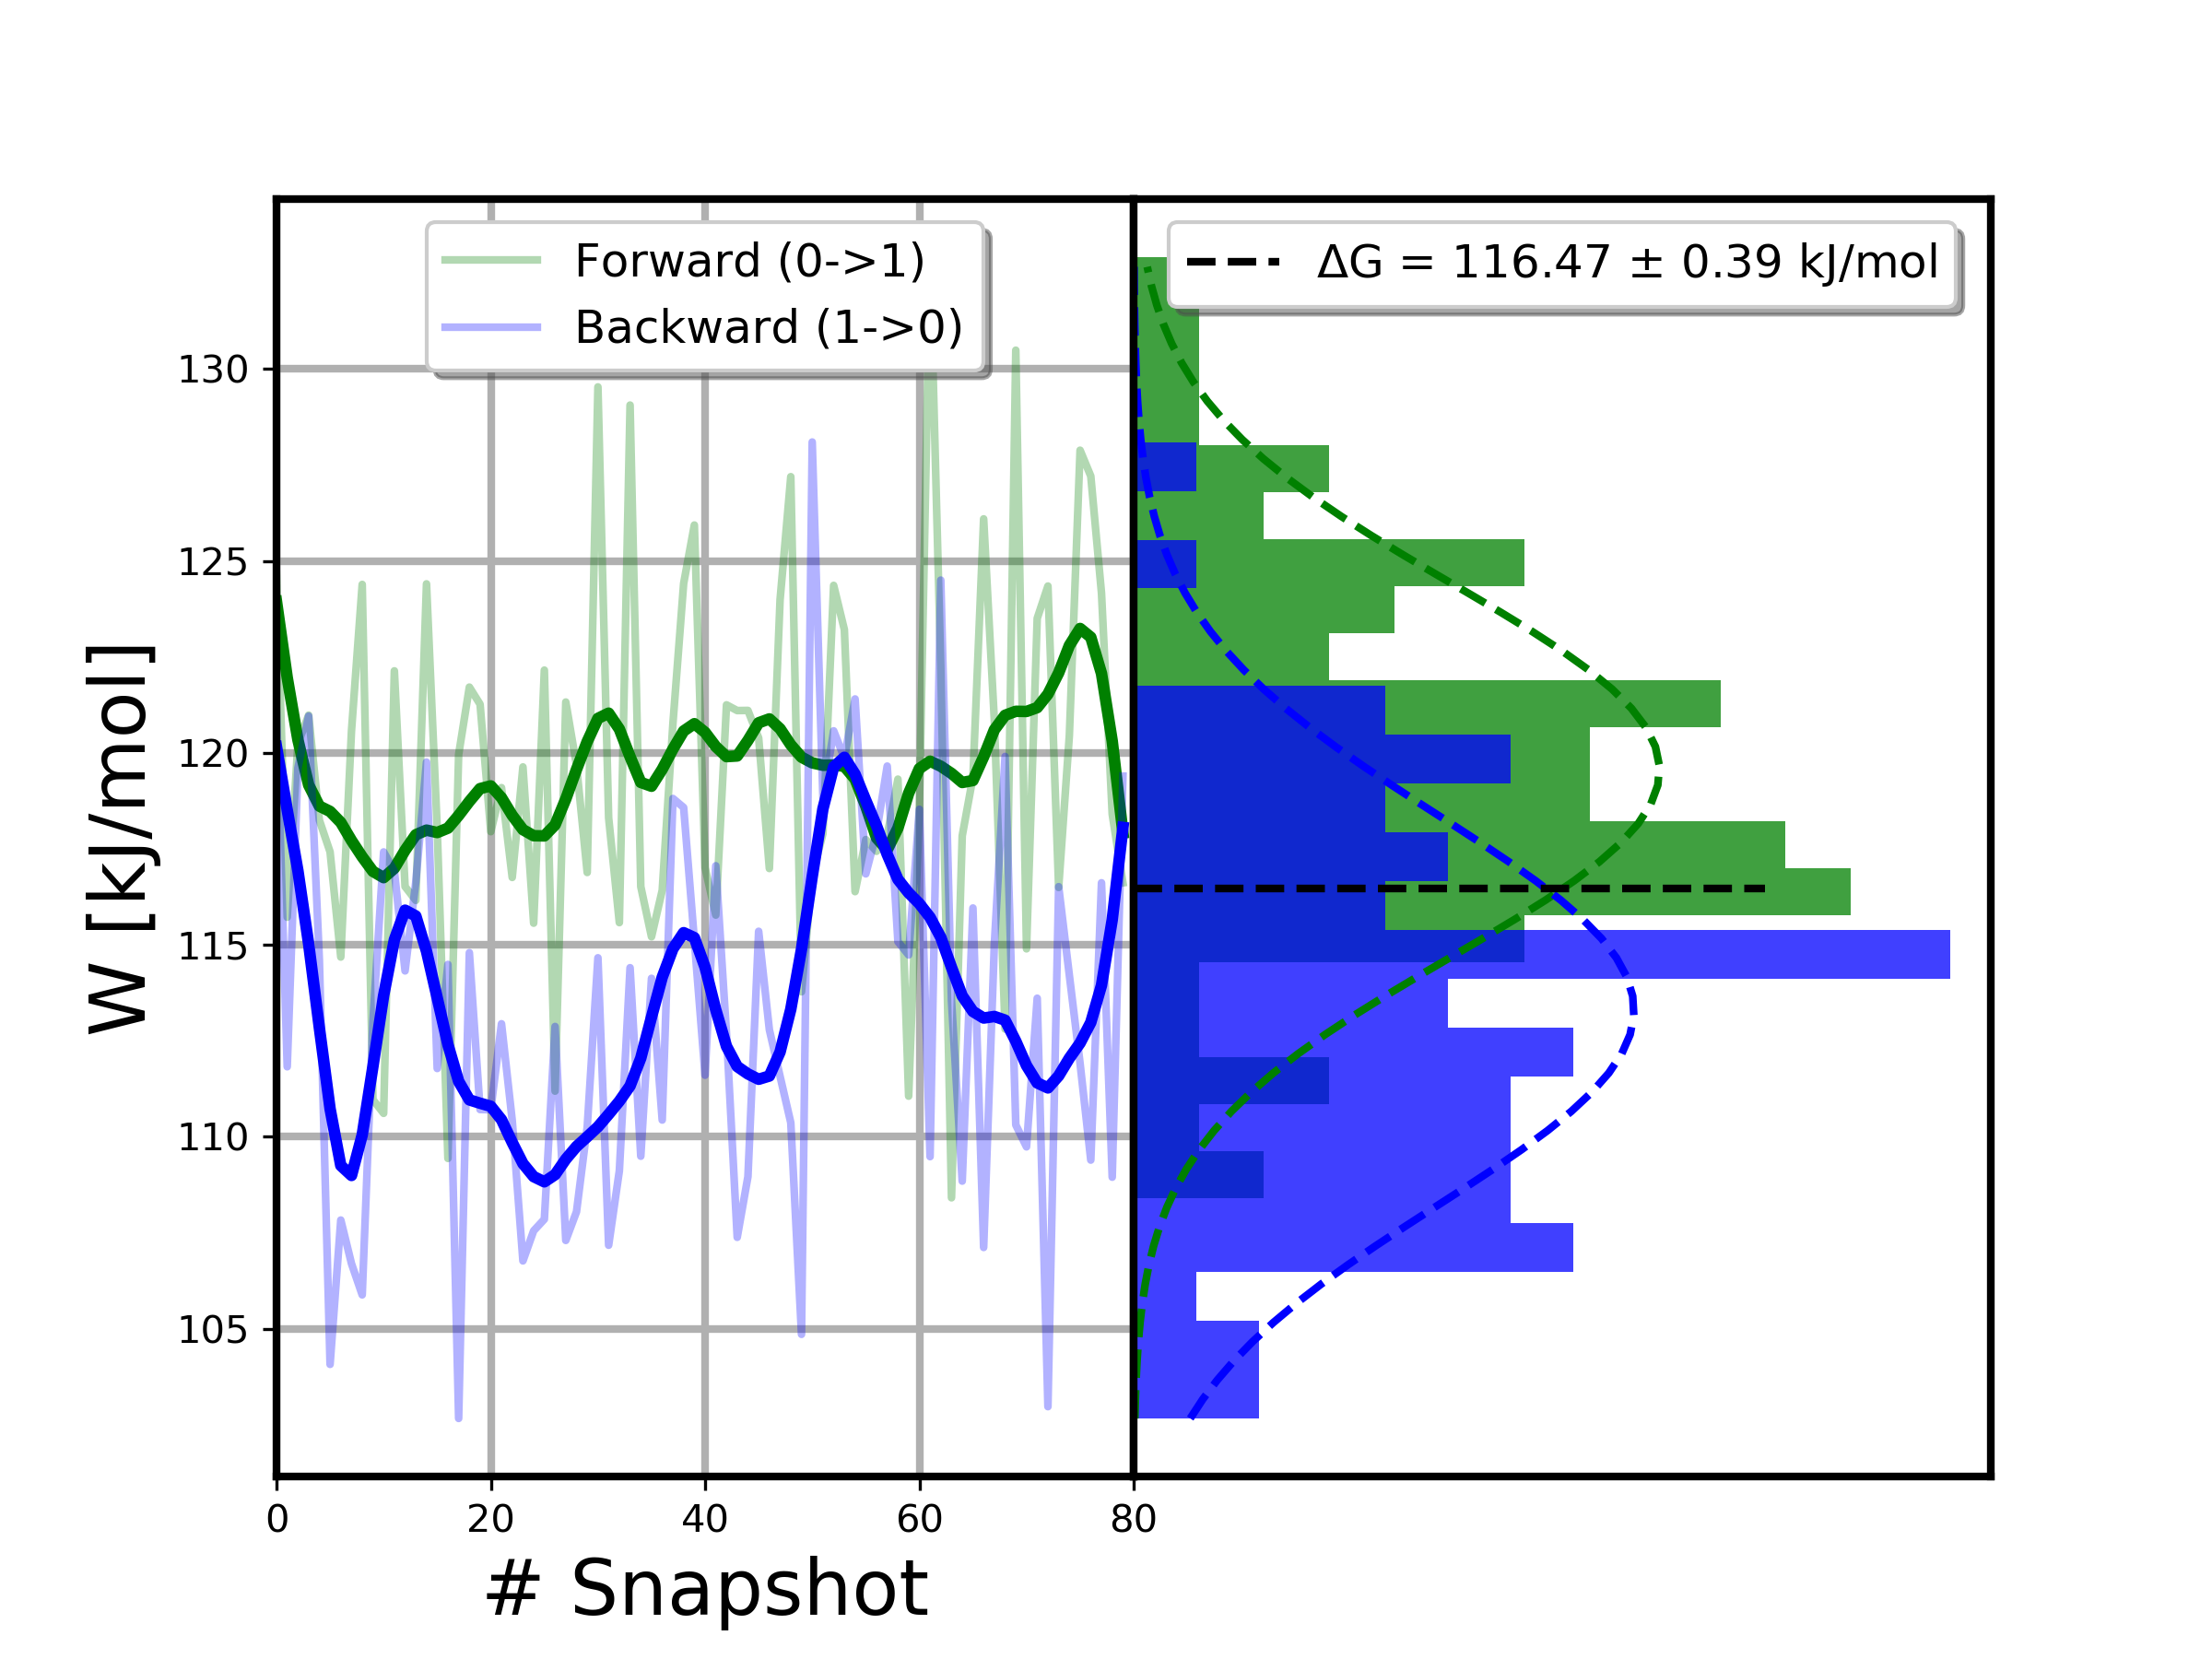 Forward (0->1)
Backward (1->0)
ΔG = 116.47 ± 0.39 kJ/mol
W [kJ/mol]
130
125
120
115
110
105
0 20 40 60 80
# Snapshot